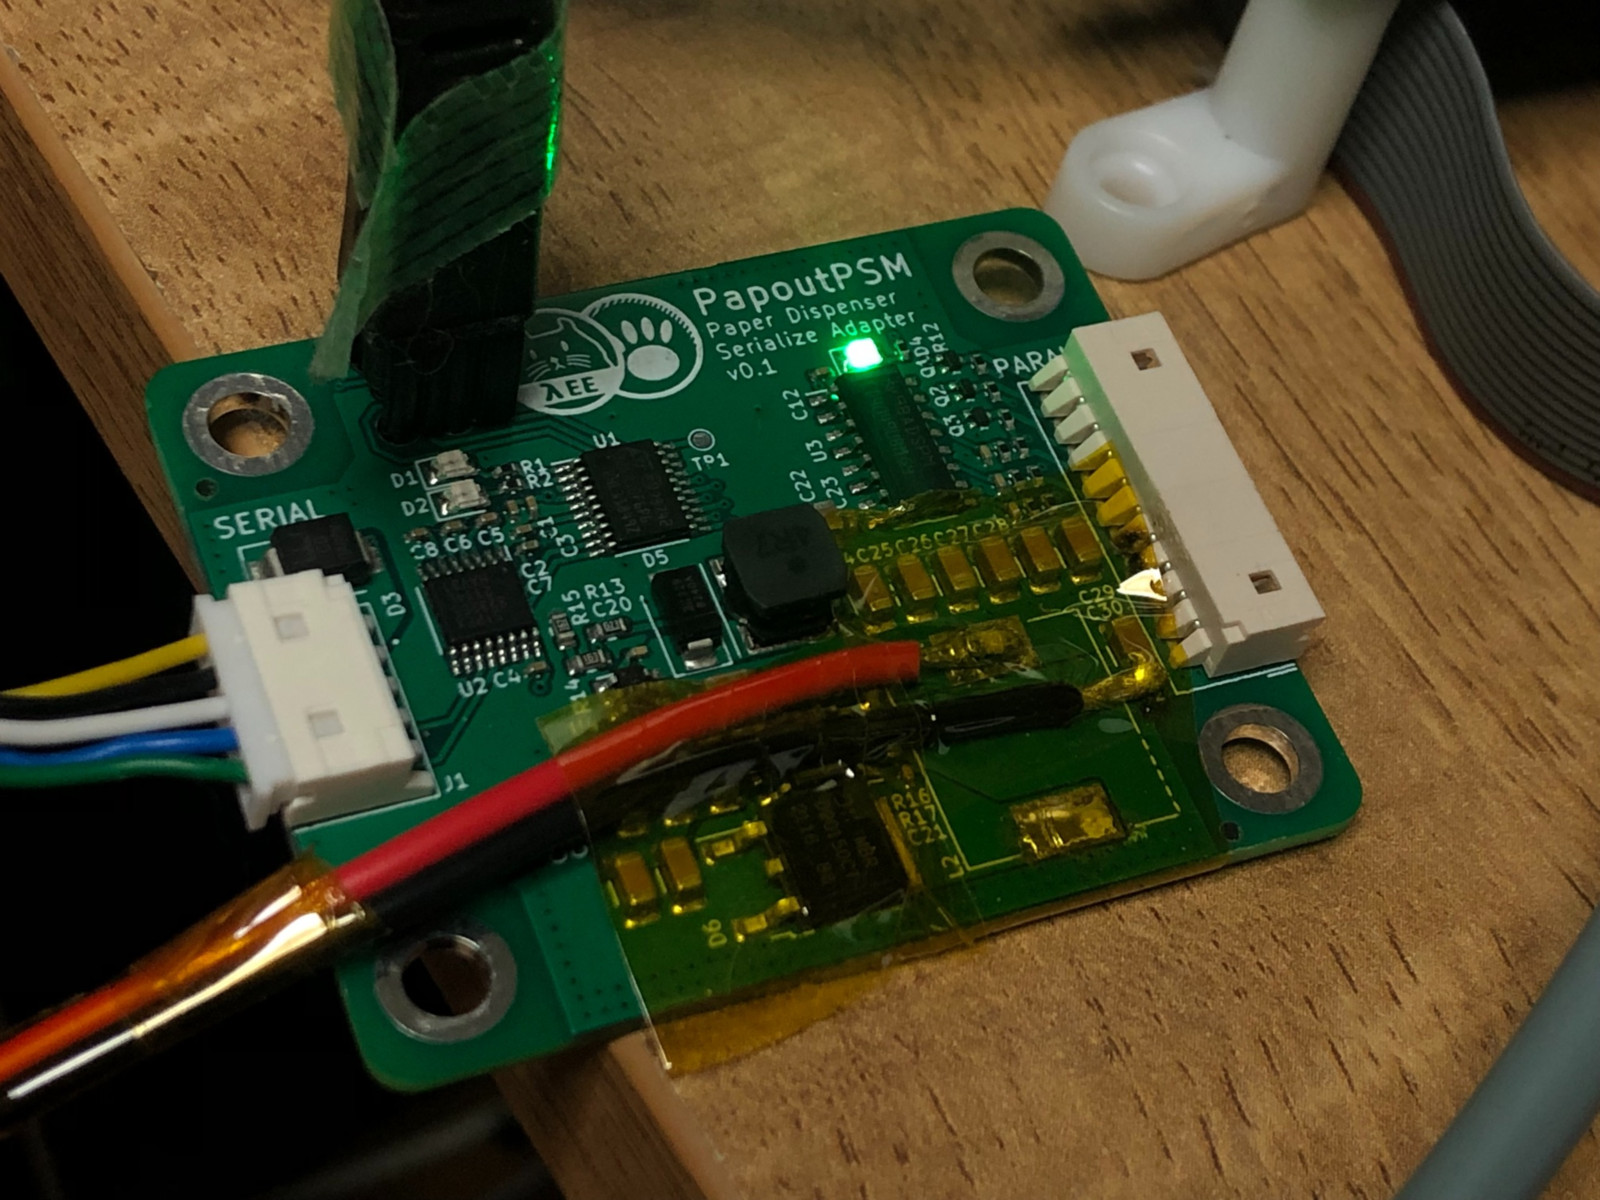 PapoutPSM
Paper Dispenser
Serialize Adapter
v0.1
λEE
D4
R12
Q1
Q2
Q3
C12
U3
C22
C23
U1
TP1
D1
D2
R1
R2
SERIAL
C8 C6 C5
C1
C3
C2
C7
D3
D5
R13
C20
R15
U2 C4
C25 C26 C27 C28
C29
C30
J1
R16
R17
L2
D6